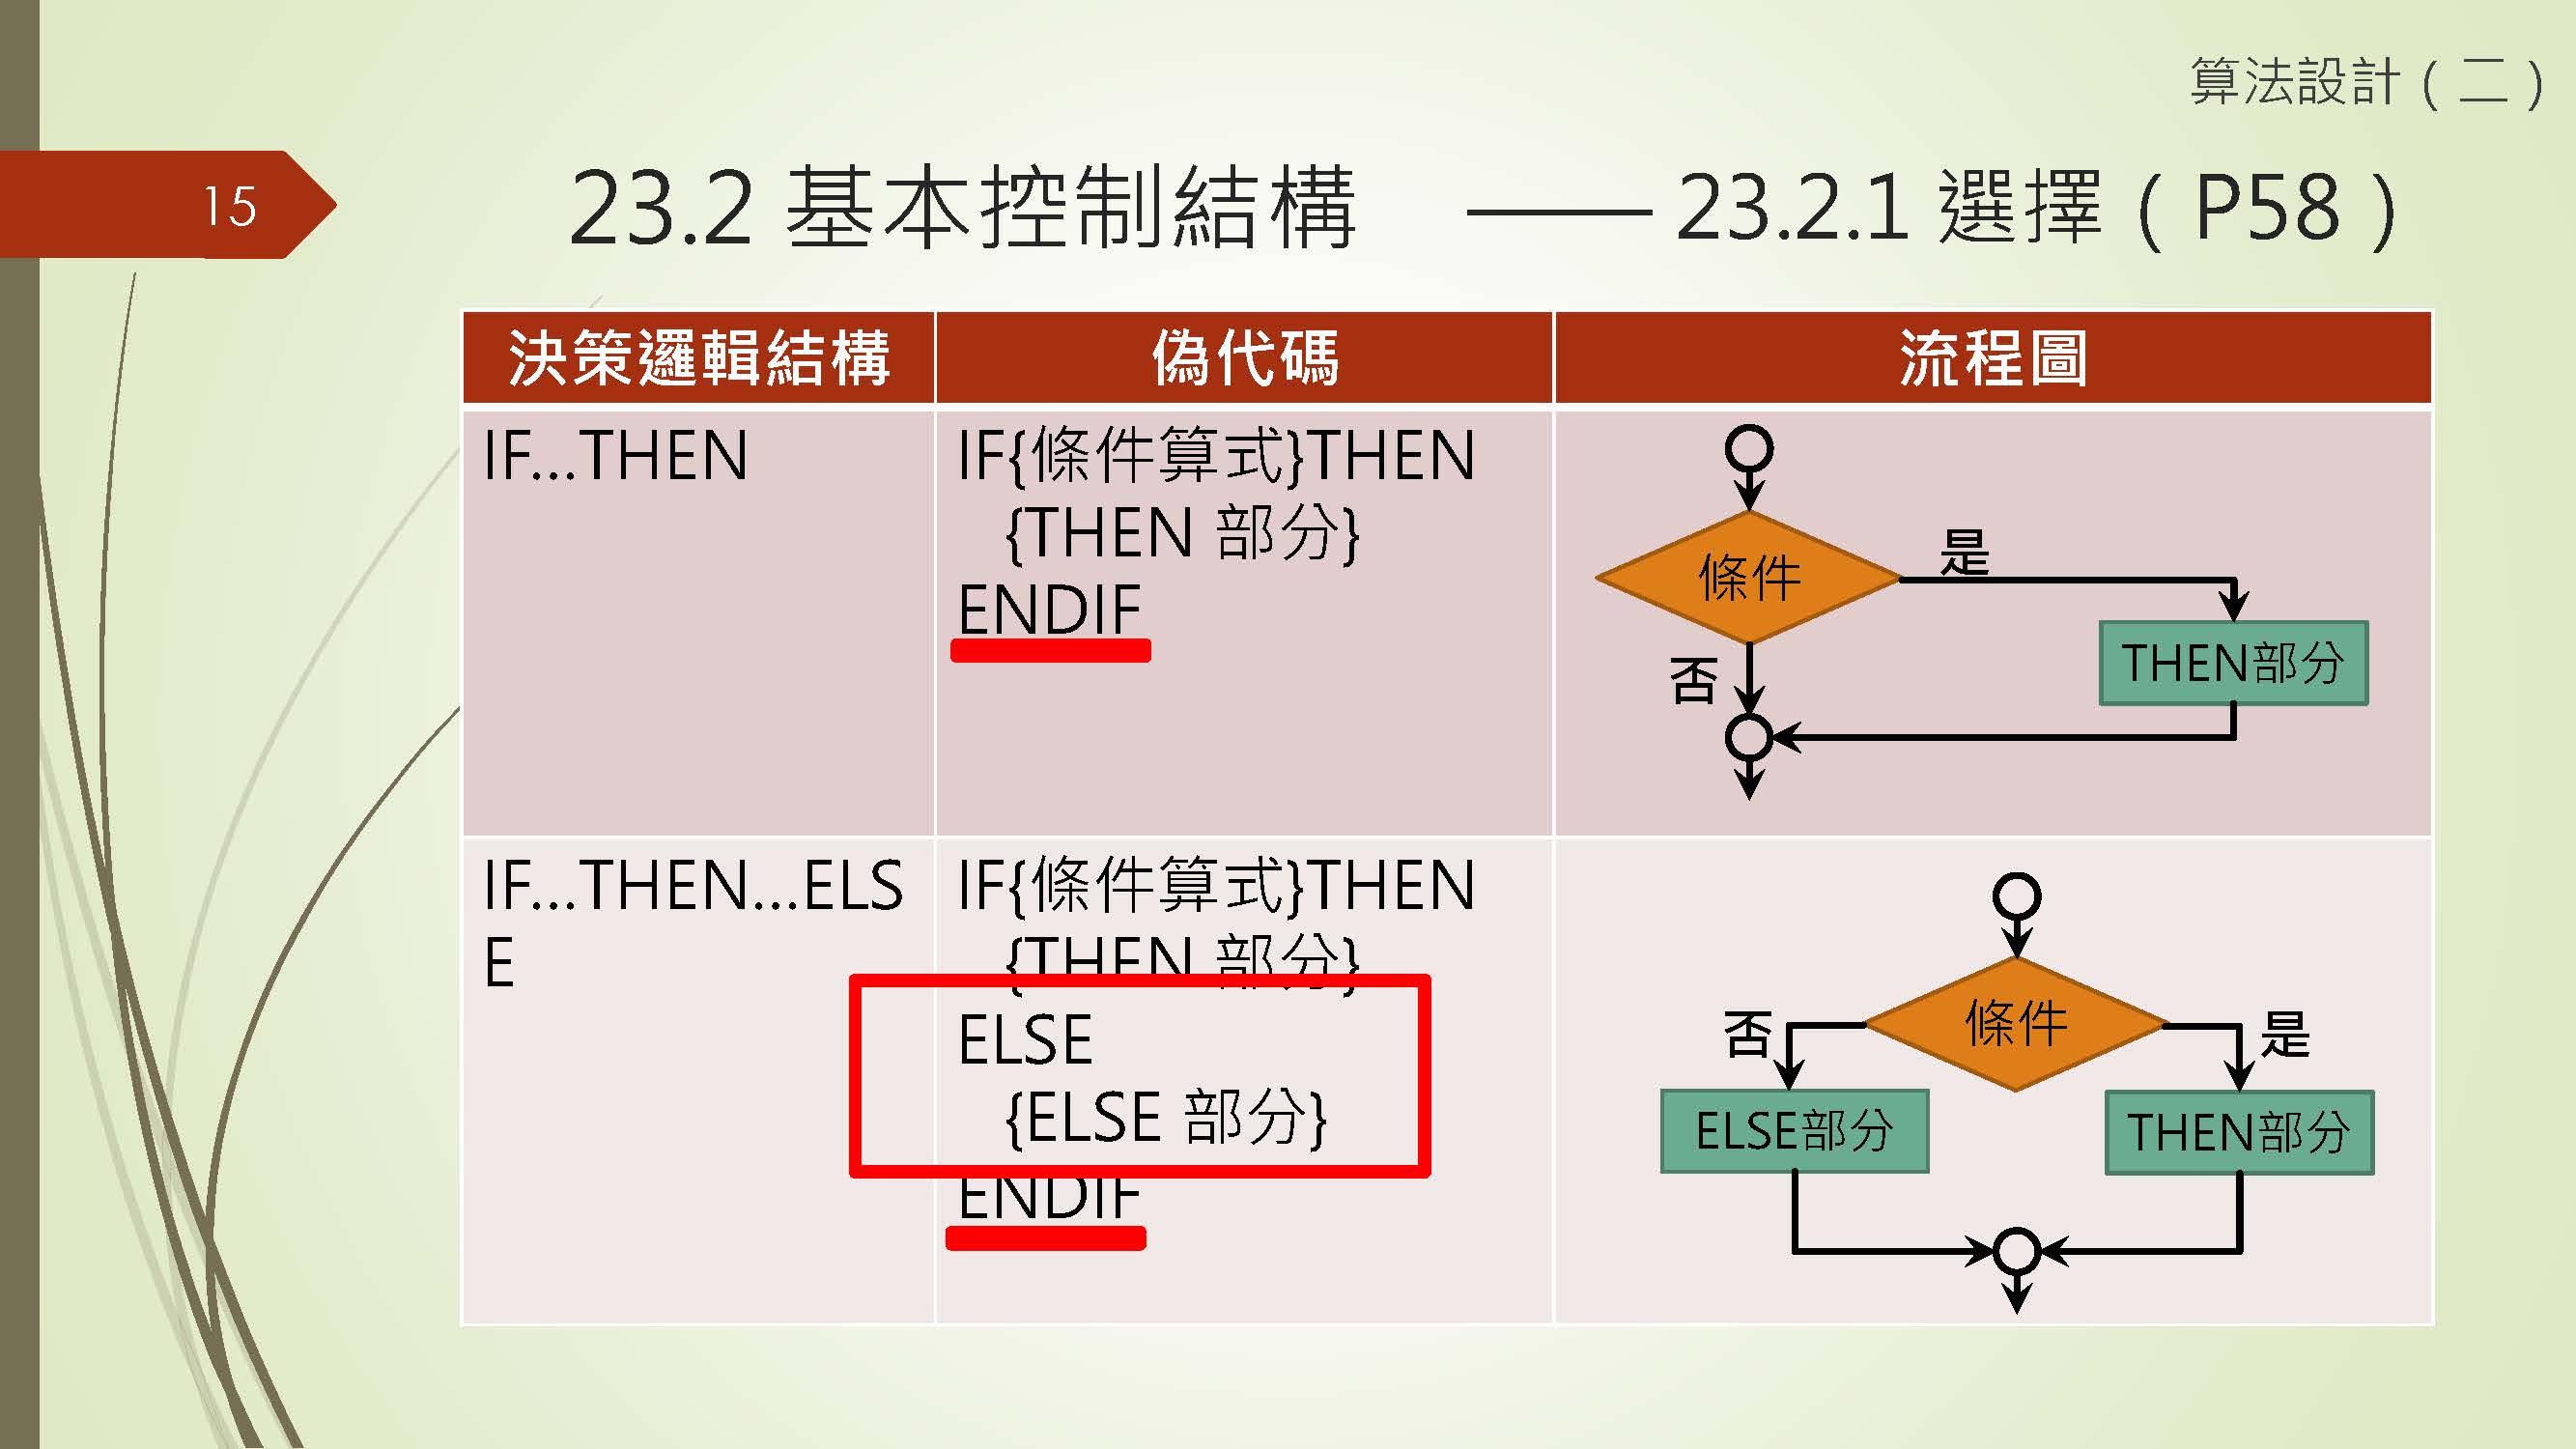 算法設計（二）
15
23.2 基本控制結構 —— 23.2.1 選擇（P58）
決策邏輯結構
偽代碼
流程圖
IF…THEN
IF{條件算式}THEN
{THEN 部分}
ENDIF
條件
是
否
THEN部分
IF…THEN…ELS
E
IF{條件算式}THEN
{THEN 部分}
ELSE
{ELSE 部分}
ENDIF
條件
否
是
ELSE部分
THEN部分